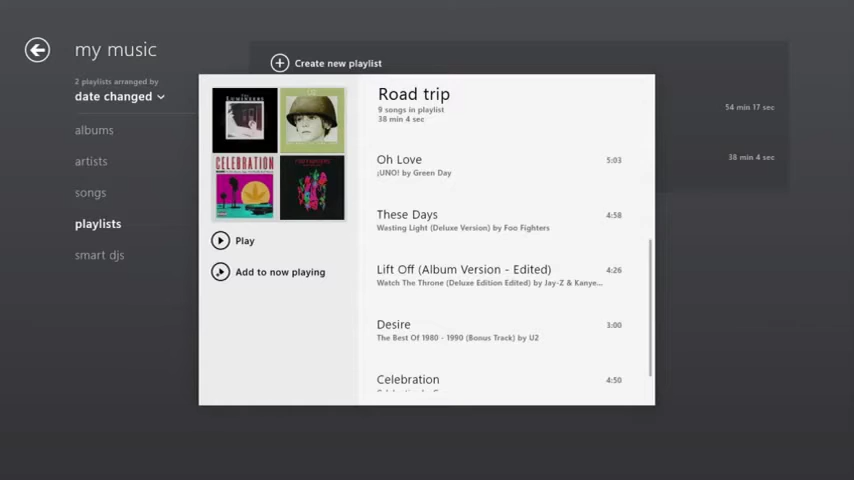 my music
2 playlists arranged by
date changed
albums
artists
songs
playlists
smart djs
Create new playlist
54 min 17 sec
38 min 4 sec
LUMINEERS
U2
CELEBRATION
FOO FIGHTERS
Play
Add to now playing
Road trip
9 songs in playlist
38 min 4 sec
Oh Love 5:03
¡UNO! by Green Day
These Days 4:58
Wasting Light (Deluxe Version) by Foo Fighters
Lift Off (Album Version - Edited) 4:26
Watch The Throne (Deluxe Edition Edited) by Jay-Z & Kanye...
Desire 3:00
The Best Of 1980 - 1990 (Bonus Track) by U2
Celebration 4:50